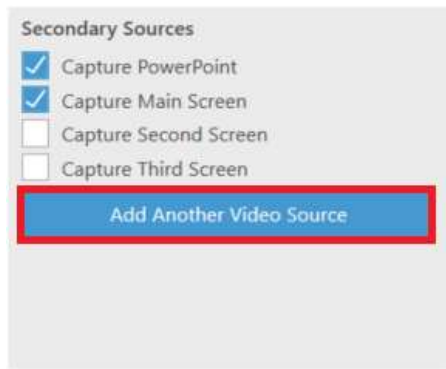 Secondary Sources
Capture PowerPoint
Capture Main Screen
Capture Second Screen
Capture Third Screen
Add Another Video Source